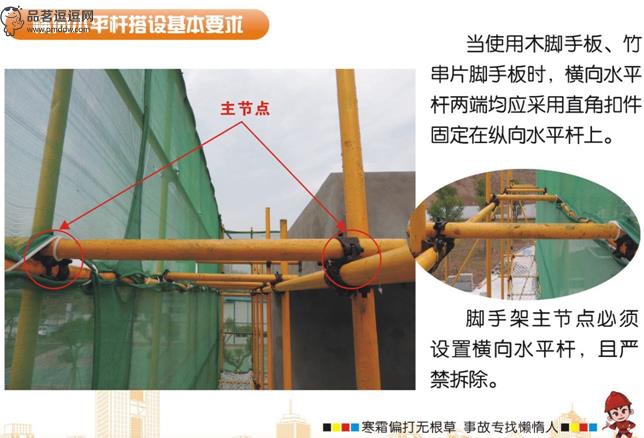 品茗逗逗网
www.pmddw.com
横向水平杆搭设基本要求
主节点
当使用木脚手板、竹
串片脚手板时，横向水平
杆两端均应采用直角扣件
固定在纵向水平杆上。
脚手架主节点必须
设置横向水平杆，且严
禁拆除。
寒霜偏打无根草 事故专找懒惰人